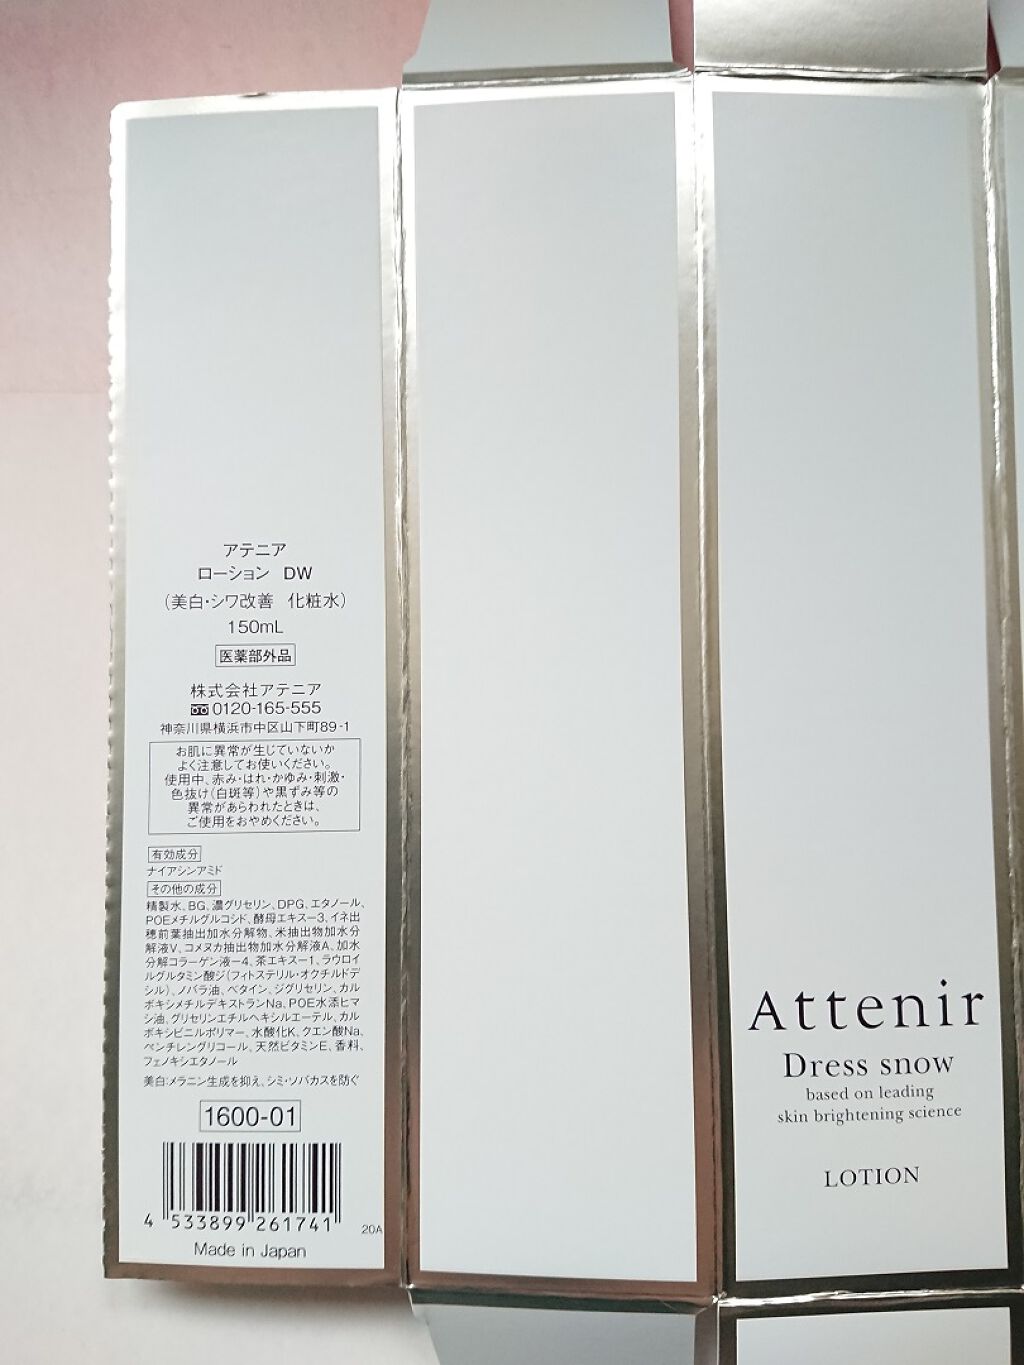 アテニア
ローション DW
(美白・シワ改善 化粧水)
150mL
医薬部外品
株式会社アテニア
0120-165-555
神奈川県横浜市中区山下町89-1
お肌に異常が生じていないか
よく注意してお使いください。
使用中、赤み・はれ・かゆみ・刺激・
色抜け(白斑等)や黒ずみ等の
異常があらわれたときは、
ご使用をおやめください。
有効成分
ナイアシンアミド
その他の成分
精製水、BG、濃グリセリン、DPG、エタノール、
POEメチルグルコシド、酵母エキス-3、イネ出
穂前葉抽出加水分解物、米抽出物加水分
解液V、コメヌカ抽出物加水分解液A、加水
分解コラーゲン液-4、茶エキス-1、ラウロイ
ルグルタミン酸ジ(フィトステリル・オクチルドデ
シル)、ノバラ油、ベタイン、ジグリセリン、カル
ボキシメチルデキストランNa、POE水添ヒマ
シ油、グリセリンエチルヘキシルエーテル、カル
ボキシビニルポリマー、水酸化K、クエン酸Na、
ペンチレングリコール、天然ビタミンE、香料、
フェノキシエタノール
美白:メラニン生成を抑え、シミ・ソバカスを防ぐ
1600-01
4 533899 261741
20A
Made in Japan
Attenir
Dress snow
based on leading
skin brightening science
LOTION